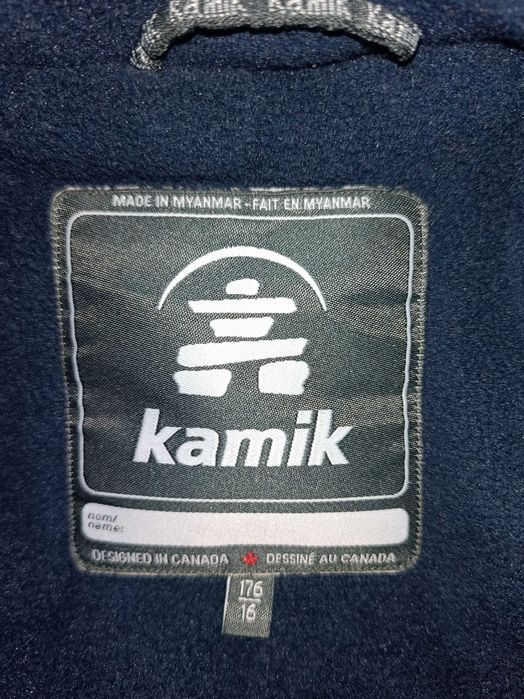 kamik kamik ka
MADE IN MYANMAR - FAIT EN MYANMAR
kamik
nom/
name:
DESIGNED IN CANADA DESSINÉ AU CANADA
176
16